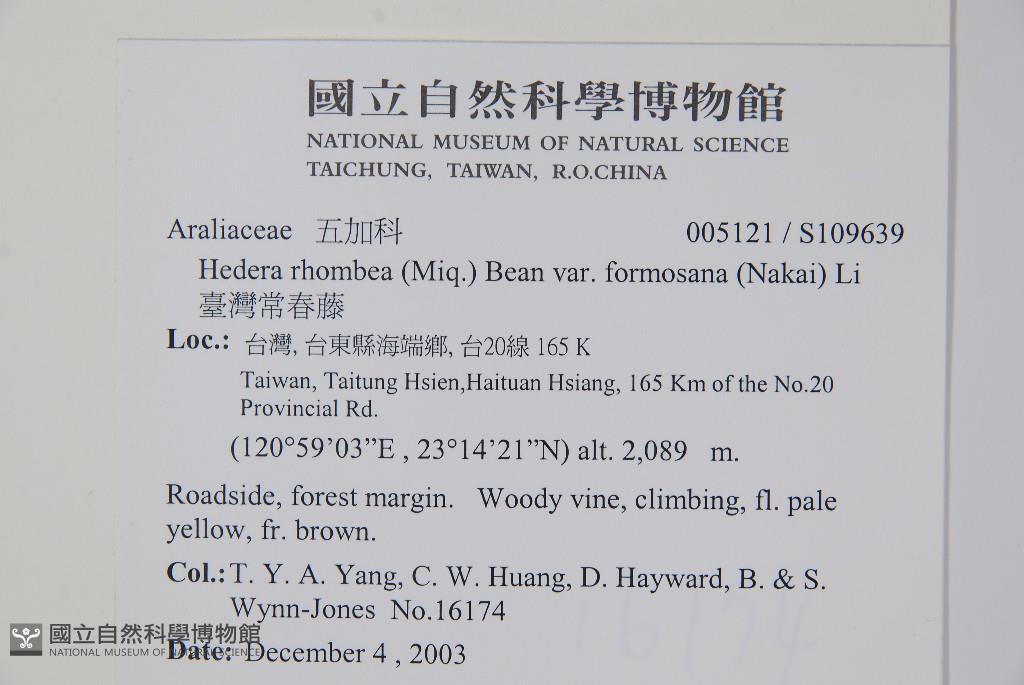 國立自然科學博物館
NATIONAL MUSEUM OF NATURAL SCIENCE
TAICHUNG, TAIWAN, R.O.CHINA
Araliaceae 五加科 005121 / S109639
Hedera rhombea (Miq.) Bean var. formosana (Nakai) Li
臺灣常春藤
Loc.: 台灣, 台東縣海端鄉, 台20線 165 K
Taiwan, Taitung Hsien,Haituan Hsiang, 165 Km of the No.20
Provincial Rd.
(120°59’03”E , 23°14’21”N) alt. 2,089 m.
Roadside, forest margin. Woody vine, climbing, fl. pale
yellow, fr. brown.
Col.: T. Y. A. Yang, C. W. Huang, D. Hayward, B. & S.
Wynn-Jones No.16174
國立自然科學博物館
NATIONAL MUSEUM OF NATURAL SCIENCE
Date: December 4 , 2003